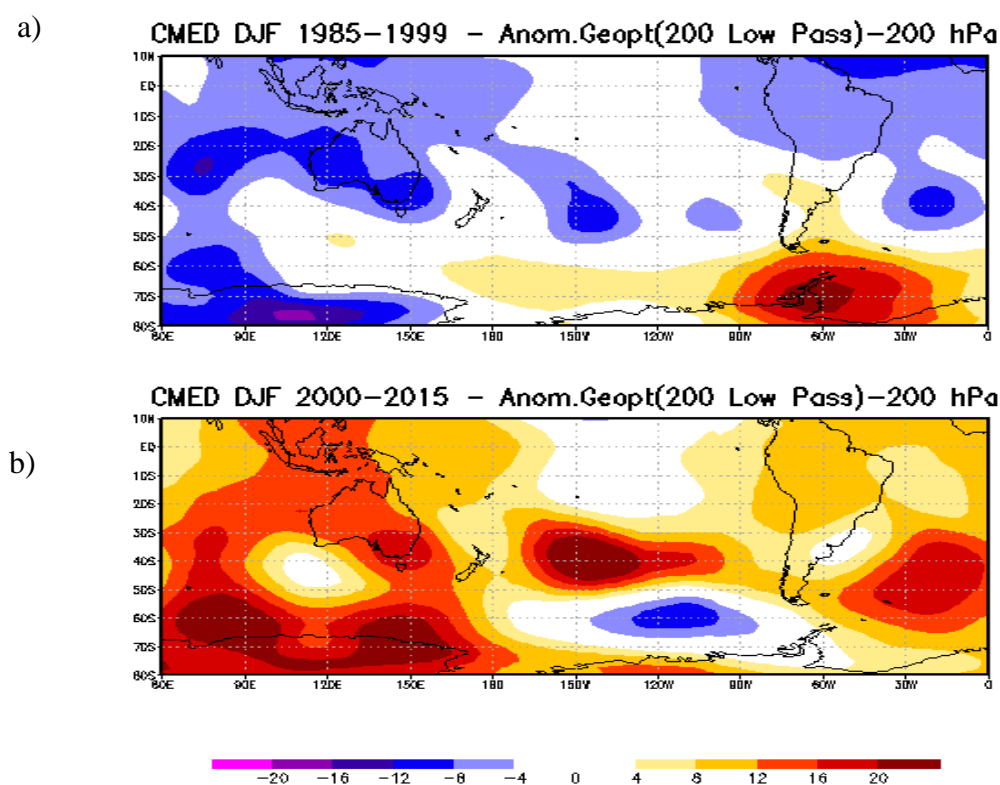 a)
CMED DJF 1985-1999 - Anom.Geopt(200 Low Pass)-200 hPa
10N
EQ
10S
20S
30S
40S
50S
60S
70S
80S
60E 90E 120E 150E 180 150W 120W 90W 60W 30W 0
b)
CMED DJF 2000-2015 - Anom.Geopt(200 Low Pass)-200 hPa
10N
EQ
10S
20S
30S
40S
50S
60S
70S
80S
60E 90E 120E 150E 180 150W 120W 90W 60W 30W 0
-20 -16 -12 -8 -4 0 4 8 12 16 20